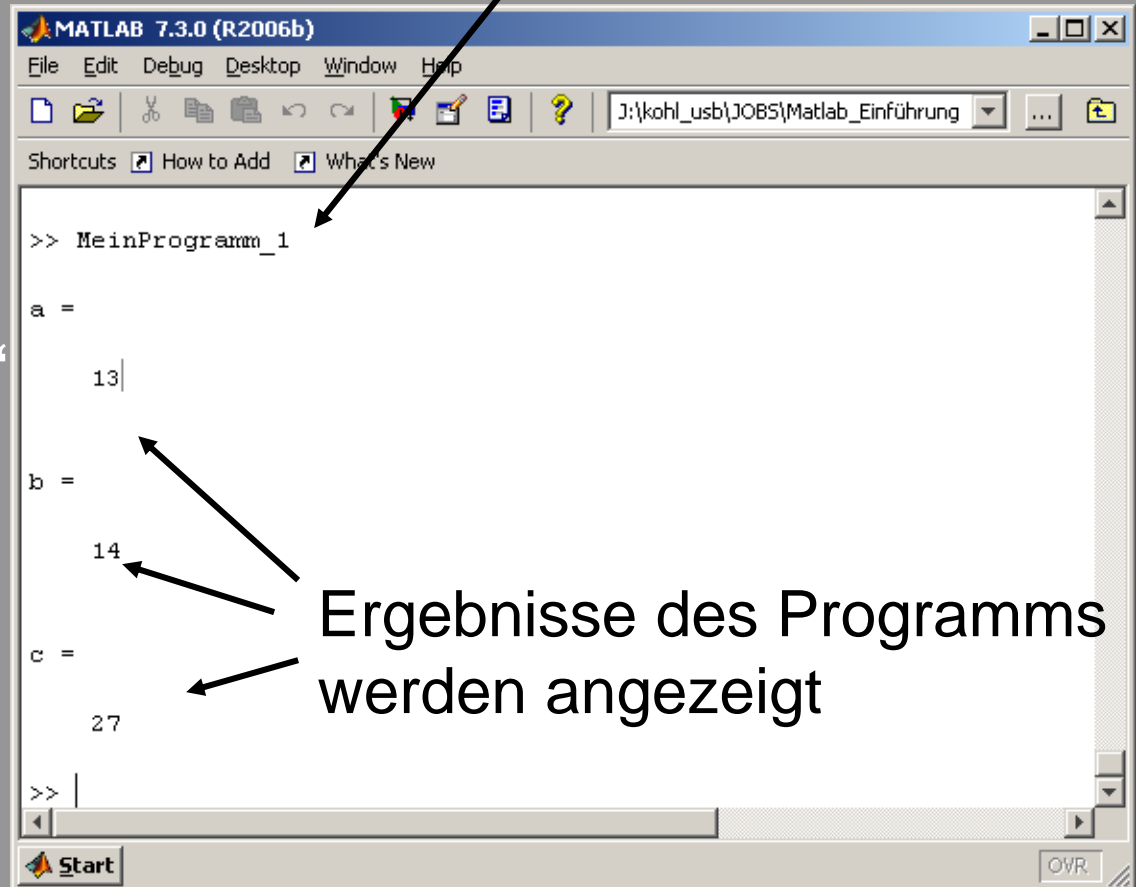 MATLAB 7.3.0 (R2006b)
File Edit Debug Desktop Window Help
? J:\kohl_usb\JOBS\Matlab_Einführung ...
Shortcuts How to Add What's New
>> MeinProgramm_1
a =
13
“
b =
14
Ergebnisse des Programms
c =
werden angezeigt
27
>>
Start OVR